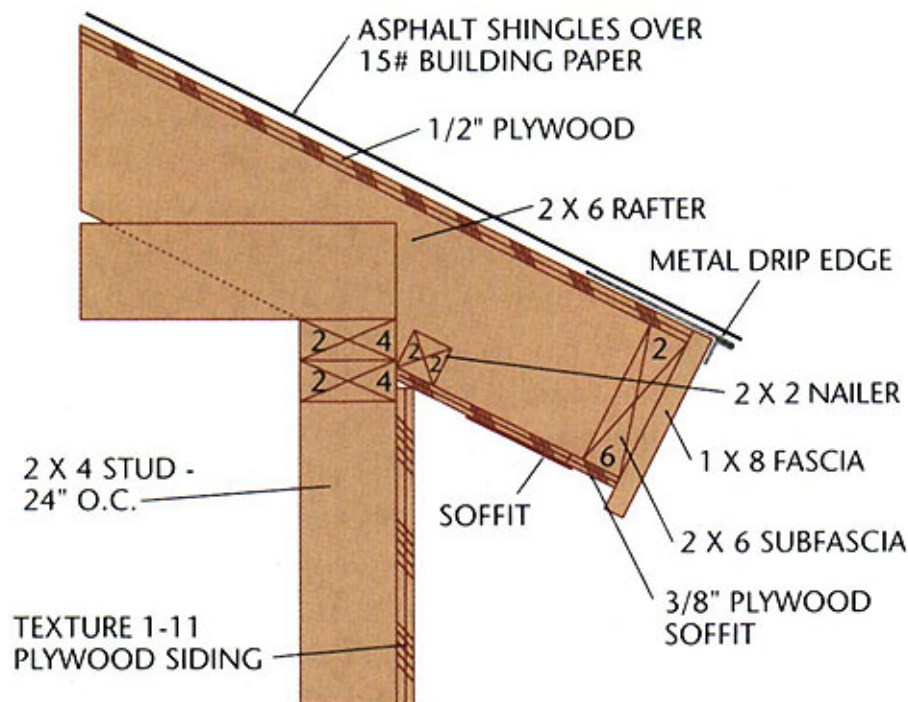 ASPHALT SHINGLES OVER
15# BUILDING PAPER
1/2" PLYWOOD
2 X 6 RAFTER
METAL DRIP EDGE
2 4
2 4
2 2
2
6
2 X 2 NAILER
1 X 8 FASCIA
2 X 4 STUD -
24" O.C.
SOFFIT
2 X 6 SUBFASCIA
3/8" PLYWOOD
SOFFIT
TEXTURE 1-11
PLYWOOD SIDING